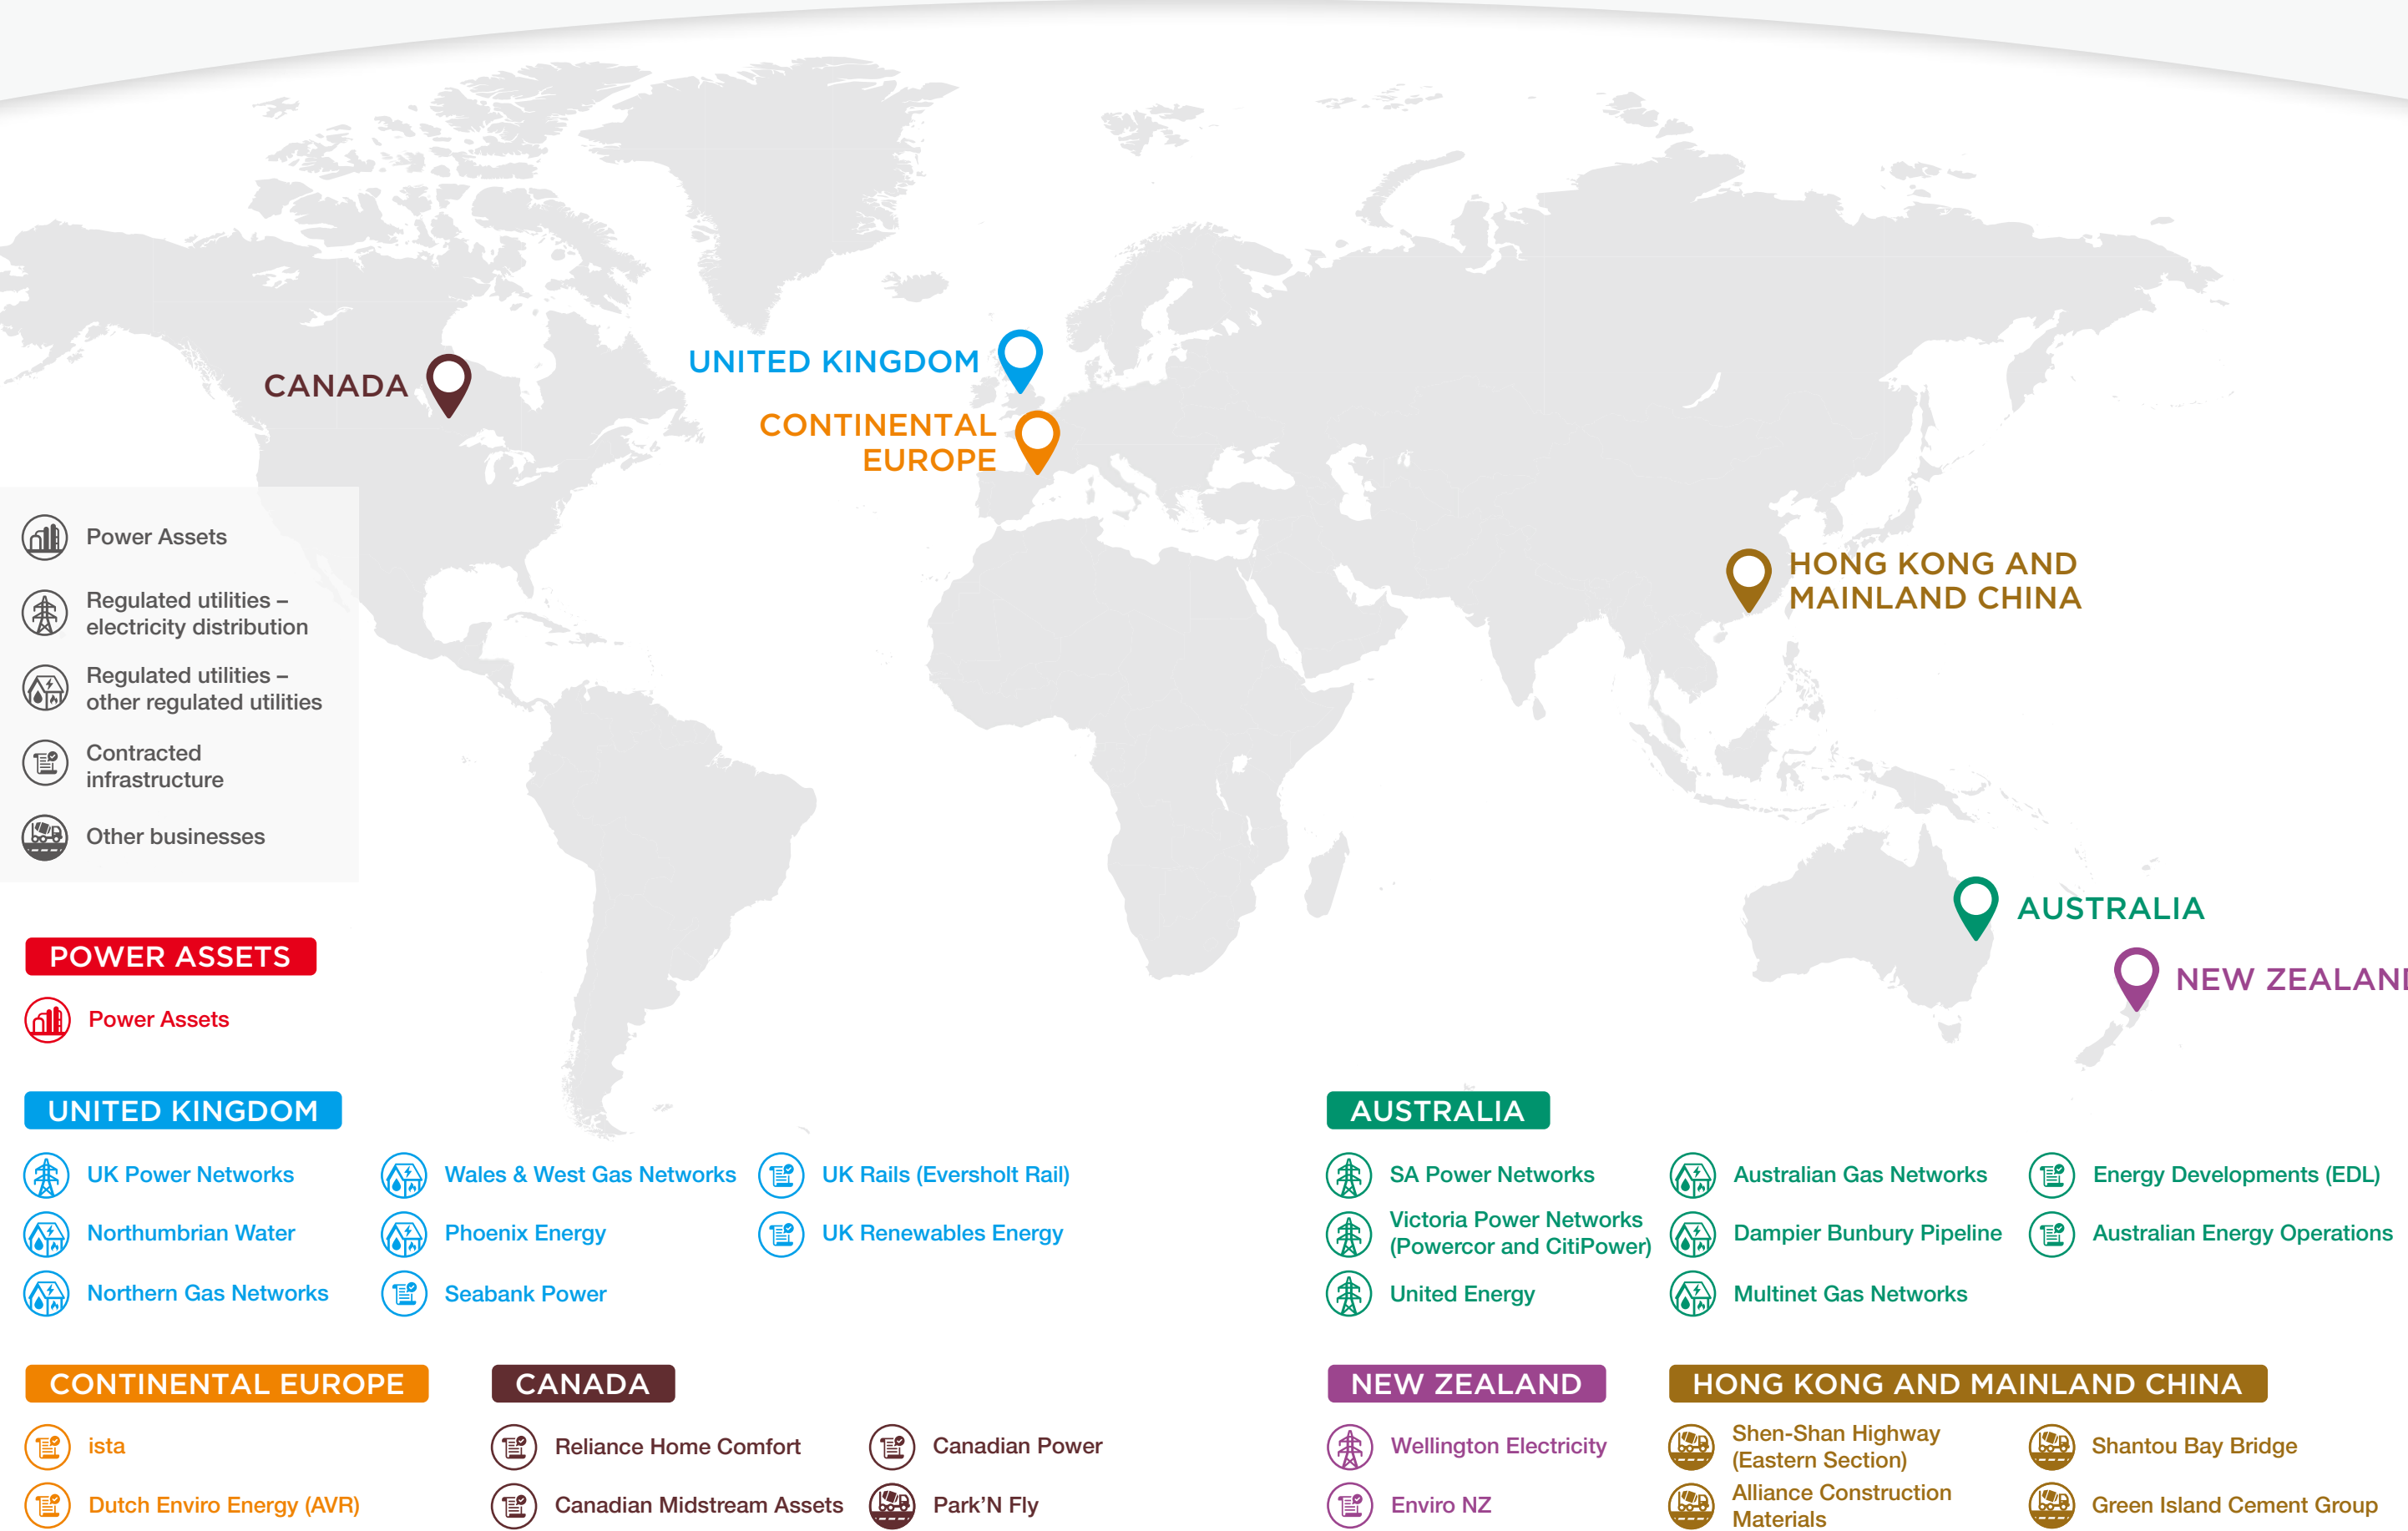 CANADA
UNITED KINGDOM
CONTINENTAL
EUROPE
HONG KONG AND
MAINLAND CHINA
AUSTRALIA
NEW ZEALAND
Power Assets
Regulated utilities –
electricity distribution
Regulated utilities –
other regulated utilities
Contracted
infrastructure
Other businesses
POWER ASSETS
Power Assets
UNITED KINGDOM
UK Power Networks
Northumbrian Water
Northern Gas Networks
Wales & West Gas Networks
Phoenix Energy
Seabank Power
UK Rails (Eversholt Rail)
UK Renewables Energy
AUSTRALIA
SA Power Networks
Victoria Power Networks
(Powercor and CitiPower)
United Energy
Australian Gas Networks
Dampier Bunbury Pipeline
Multinet Gas Networks
Energy Developments (EDL)
Australian Energy Operations
CONTINENTAL EUROPE
ista
Dutch Enviro Energy (AVR)
CANADA
Reliance Home Comfort
Canadian Midstream Assets
Canadian Power
Park’N Fly
NEW ZEALAND
Wellington Electricity
Enviro NZ
HONG KONG AND MAINLAND CHINA
Shen-Shan Highway
(Eastern Section)
Alliance Construction
Materials
Shantou Bay Bridge
Green Island Cement Group